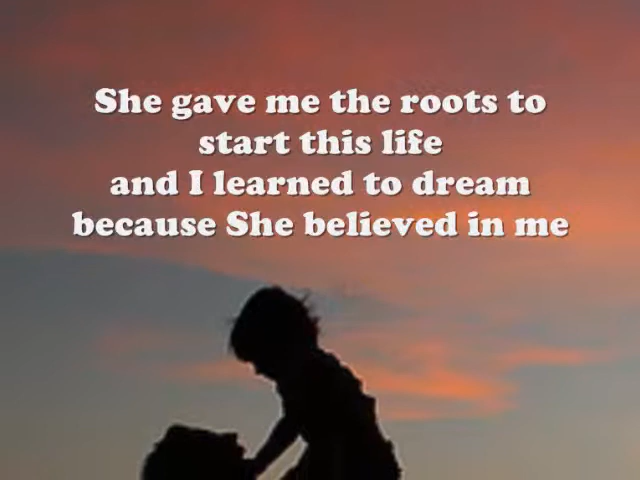 She gave me the roots to
start this life
and I learned to dream
because She believed in me